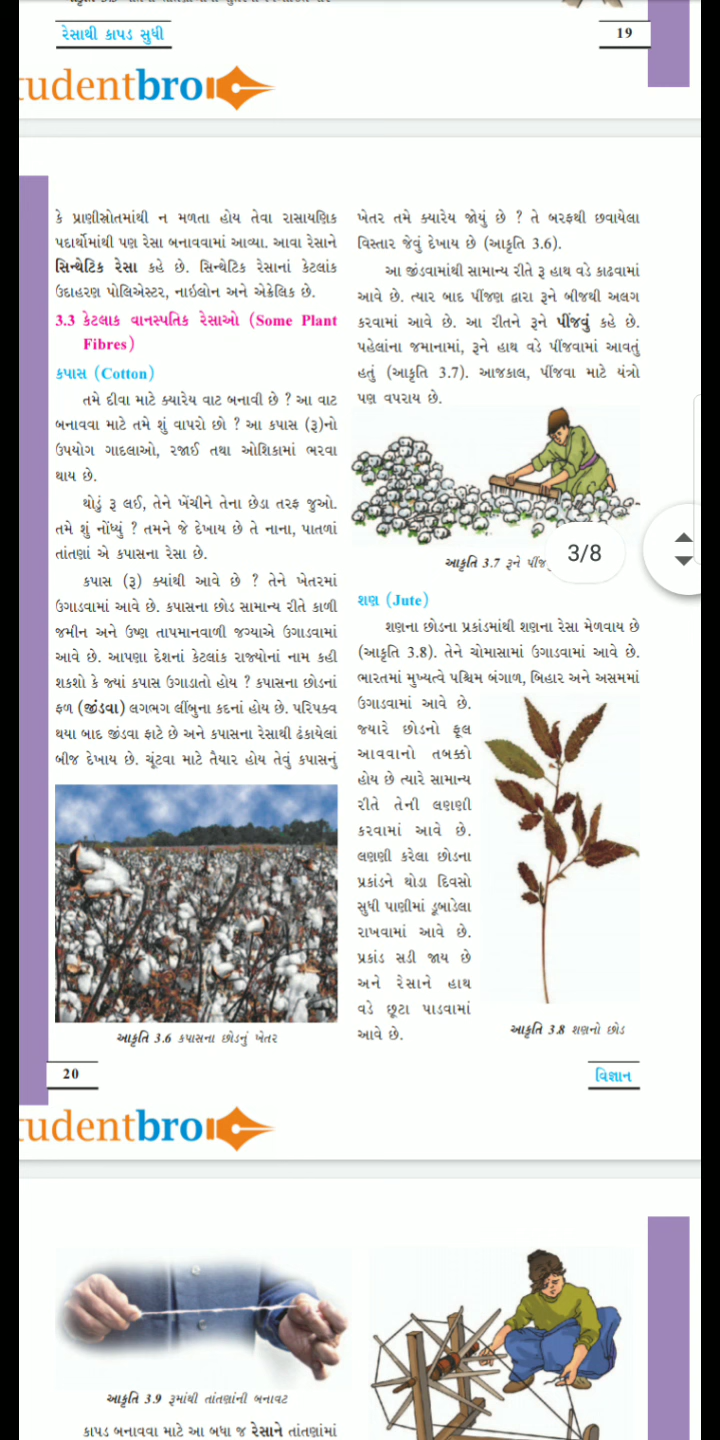 રેસાથી કાપડ સુધી
19
tudentbro
કે પ્રાણીસ્રોતમાંથી ન મળતા હોય તેવા રાસાયણિક
પદાર્થોમાંથી પણ રેસા બનાવવામાં આવ્યા. આવા રેસાને
સિન્થેટિક રેસા કહે છે. સિન્થેટિક રેસાનાં કેટલાંક
ઉદાહરણ પોલિએસ્ટર, નાઇલોન અને એક્રેલિક છે.
3.3 કેટલાક વાનસ્પતિક રેસાઓ (Some Plant
Fibres)
કપાસ (Cotton)
તમે દીવા માટે ક્યારેય વાટ બનાવી છે ? આ વાટ
બનાવવા માટે તમે શું વાપરો છો ? આ કપાસ (રૂ)નો
ઉપયોગ ગાદલાઓ, રજાઈ તથા ઓશિકામાં ભરવા
થાય છે.
થોડું રૂ લઈ, તેને ખેંચીને તેના છેડા તરફ જુઓ.
તમે શું નોંધ્યું ? તમને જે દેખાય છે તે નાના, પાતળાં
તાંતણાં એ કપાસના રેસા છે.
કપાસ (રૂ) ક્યાંથી આવે છે ? તેને ખેતરમાં
ઉગાડવામાં આવે છે. કપાસના છોડ સામાન્ય રીતે કાળી
જમીન અને ઉષ્ણ તાપમાનવાળી જગ્યાએ ઉગાડવામાં
આવે છે. આપણા દેશનાં કેટલાંક રાજ્યોનાં નામ કહી
શકશો કે જ્યાં કપાસ ઉગાડાતો હોય ? કપાસના છોડનાં
ફળ (જીંડવા) લગભગ લીંબુના કદનાં હોય છે. પરિપક્વ
થયા બાદ જીંડવા ફાટે છે અને કપાસના રેસાથી ઢંકાયેલાં
બીજ દેખાય છે. ચૂંટવા માટે તૈયાર હોય તેવું કપાસનું
આકૃતિ 3.6 કપાસના છોડનું ખેતર
ખેતર તમે ક્યારેય જોયું છે ? તે બરફથી છવાયેલા
વિસ્તાર જેવું દેખાય છે (આકૃતિ 3.6).
આ જીંડવામાંથી સામાન્ય રીતે રૂ હાથ વડે કાઢવામાં
આવે છે. ત્યાર બાદ પીંજણ દ્વારા રૂને બીજથી અલગ
કરવામાં આવે છે. આ રીતને રૂને પીંજવું કહે છે.
પહેલાંના જમાનામાં, રૂને હાથ વડે પીંજવામાં આવતું
હતું (આકૃતિ 3.7). આજકાલ, પીંજવા માટે યંત્રો
પણ વપરાય છે.
આકૃતિ 3.7 રૂને
3/8
શણ (Jute)
શણના છોડના પ્રકાંડમાંથી શણના રેસા મેળવાય છે
(આકૃતિ 3.8). તેને ચોમાસામાં ઉગાડવામાં આવે છે.
ભારતમાં મુખ્યત્વે પશ્ચિમ બંગાળ, બિહાર અને અસમમાં
ઉગાડવામાં આવે છે.
જ્યારે છોડનો ફૂલ
આવવાનો તબક્કો
હોય છે ત્યારે સામાન્ય
રીતે તેની લણણી
કરવામાં આવે છે.
લણણી કરેલા છોડના
પ્રકાંડને થોડા દિવસો
સુધી પાણીમાં ડૂબાડેલા
રાખવામાં આવે છે.
પ્રકાંડ સડી જાય છે
અને રેસાને હાથ
વડે છૂટા પાડવામાં
આવે છે.
આકૃતિ 3.8 શણનો છોડ
20
વિજ્ઞાન
tudentbro
આકૃતિ 3.9 રૂમાંથી તાંતણાંની બનાવટ
કાપડ બનાવવા માટે આ બધા જ રેસાને તાંતણાંમાં